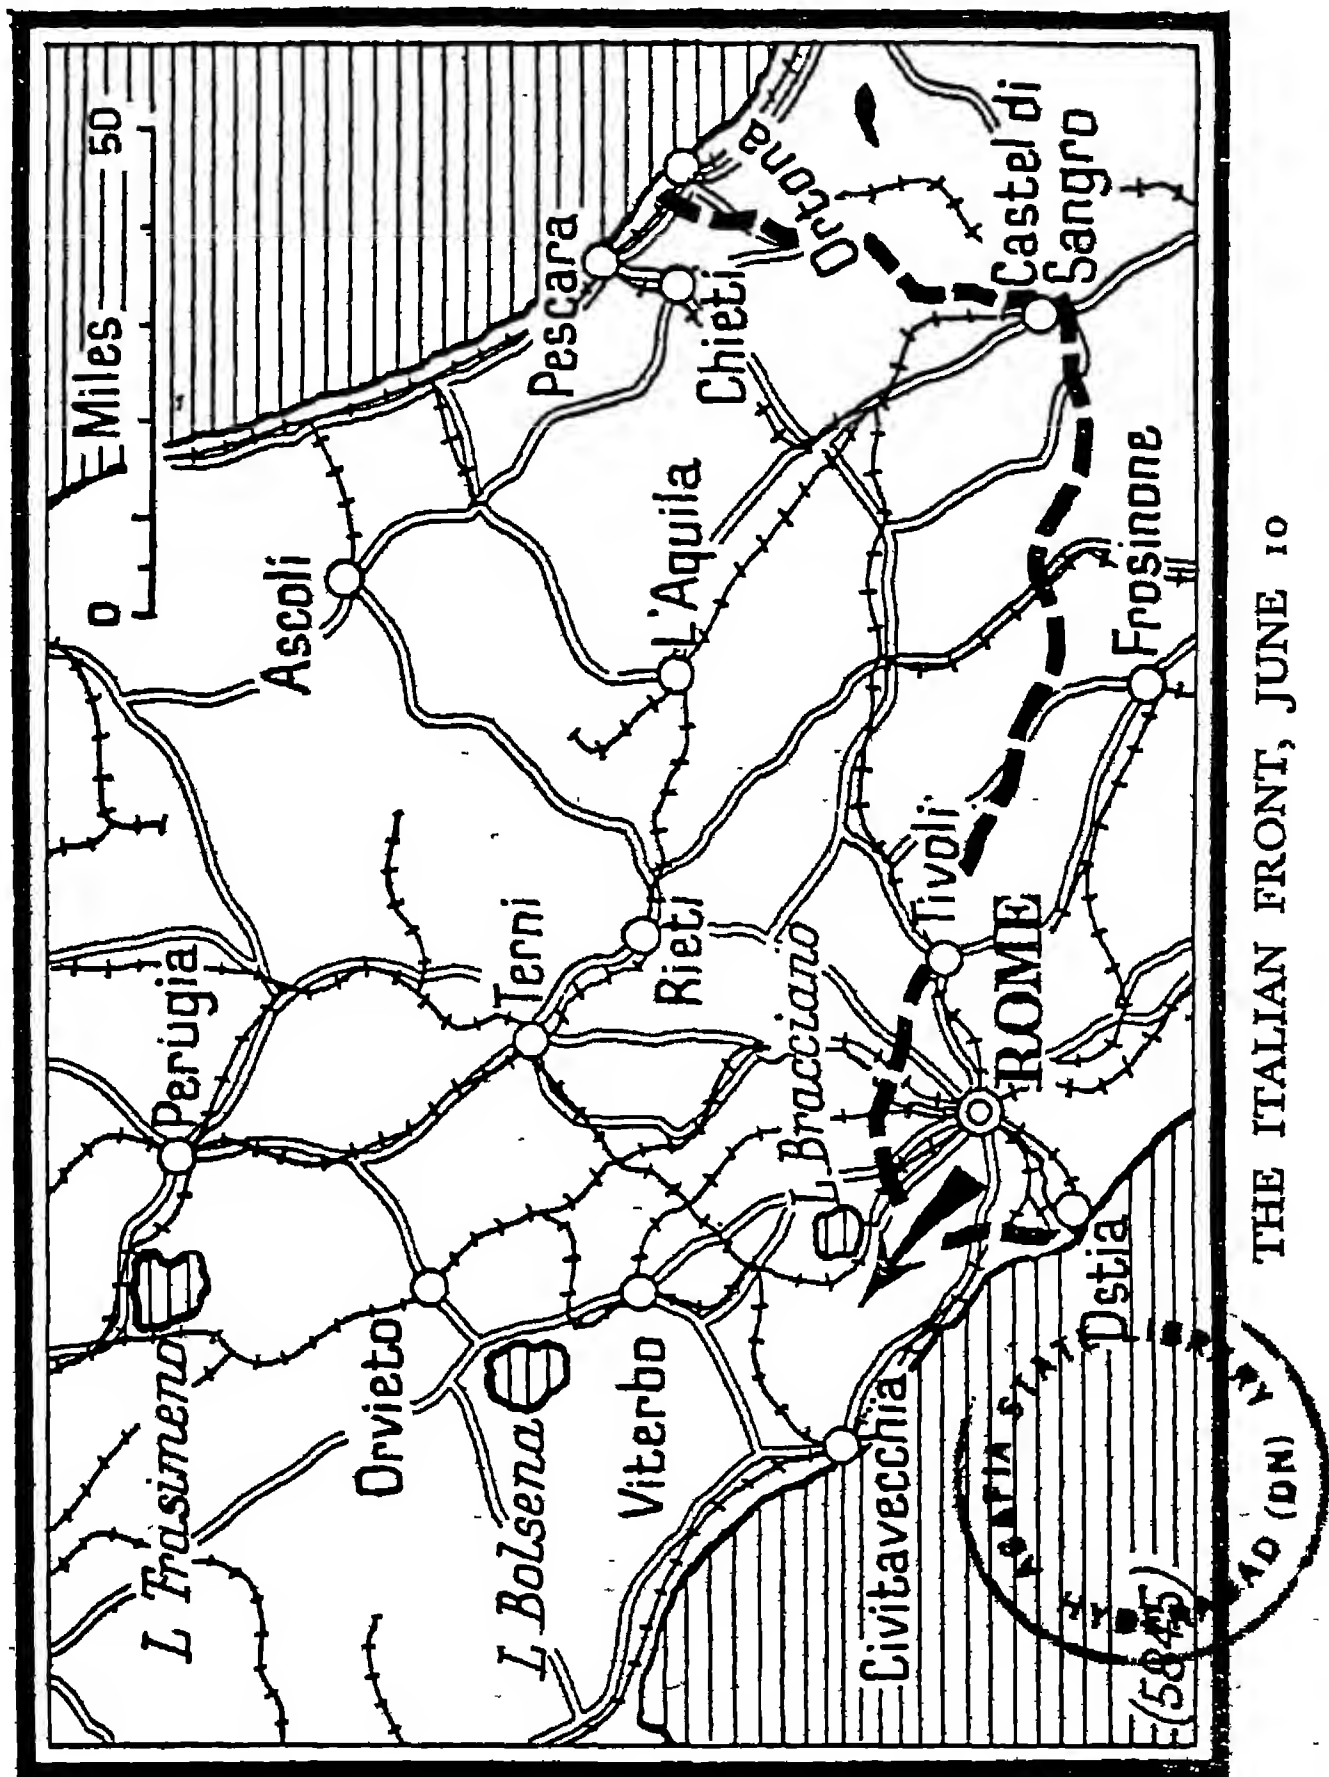 0 Miles 50
Ascoli
Pescara
Ortona
Chieti
Castel di
Sangro
L'Aquila
Frosinone
Perugia
Terni
Rieti
Tivoli
ROME
L Trasimeno
Orvieto
L Bolsena
Viterbo
L Bracciano
Civitavecchia
Ostia
(5845)
THE ITALIAN FRONT, JUNE 10